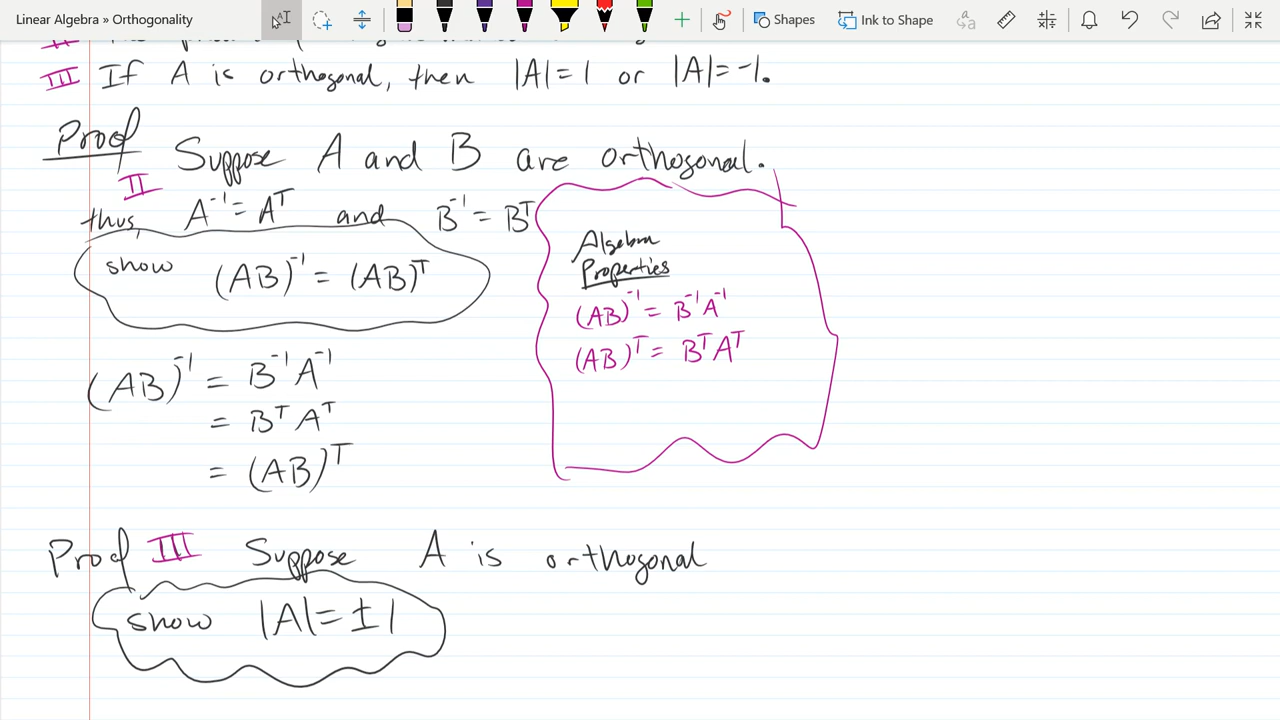 Linear Algebra » Orthogonality
Shapes
Ink to Shape
III If A is orthogonal, then |A|=1 or |A|=-1.
Proof Suppose A and B are orthogonal.
II
thus, A⁻¹=Aᵀ and B⁻¹=Bᵀ
show (AB)⁻¹=(AB)ᵀ
(AB)⁻¹ = B⁻¹A⁻¹
= BᵀAᵀ
= (AB)ᵀ
Algebra
Properties
(AB)⁻¹ = B⁻¹A⁻¹
(AB)ᵀ = BᵀAᵀ
Proof III Suppose A is orthogonal
show |A|=±1